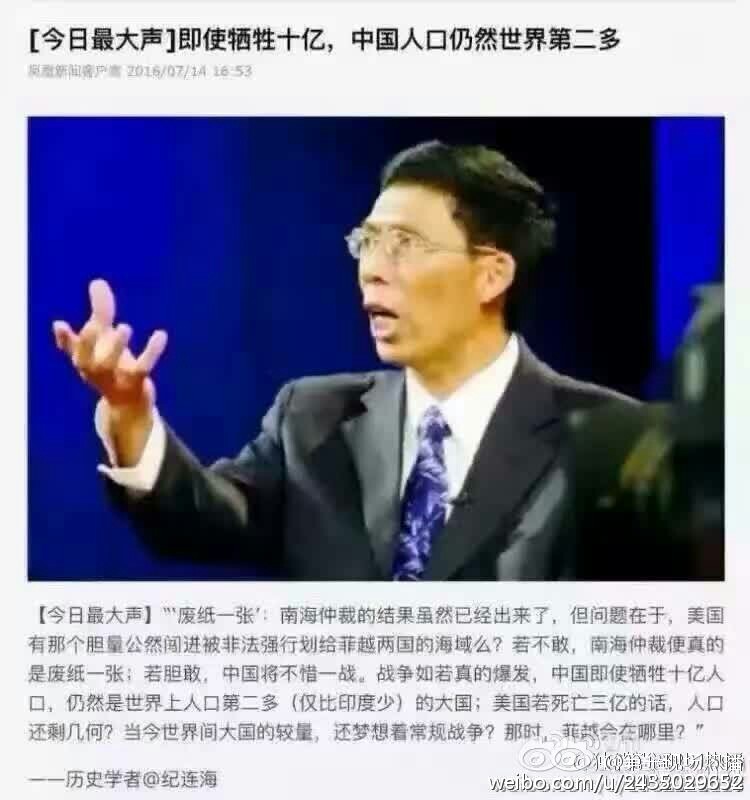 [今日最大声]即使牺牲十亿，中国人口仍然世界第二多
凤凰新闻客户端 2016/07/14 16:53
【今日最大声】“‘废纸一张’：南海仲裁的结果虽然已经出来了，但问题在于，美国
有那个胆量公然闯进被非法强行划给菲越两国的海域么？若不敢，南海仲裁便真的
是废纸一张；若胆敢，中国将不惜一战。战争如若真的爆发，中国即使牺牲十亿人
口，仍然是世界上人口第二多（仅比印度少）的大国；美国若死亡三亿的话，人口
还剩几何？当今世界间大国的较量，还梦想着常规战争？那时，菲越会在哪里？”
——历史学者@纪连海
weibo.com/u/2435029652